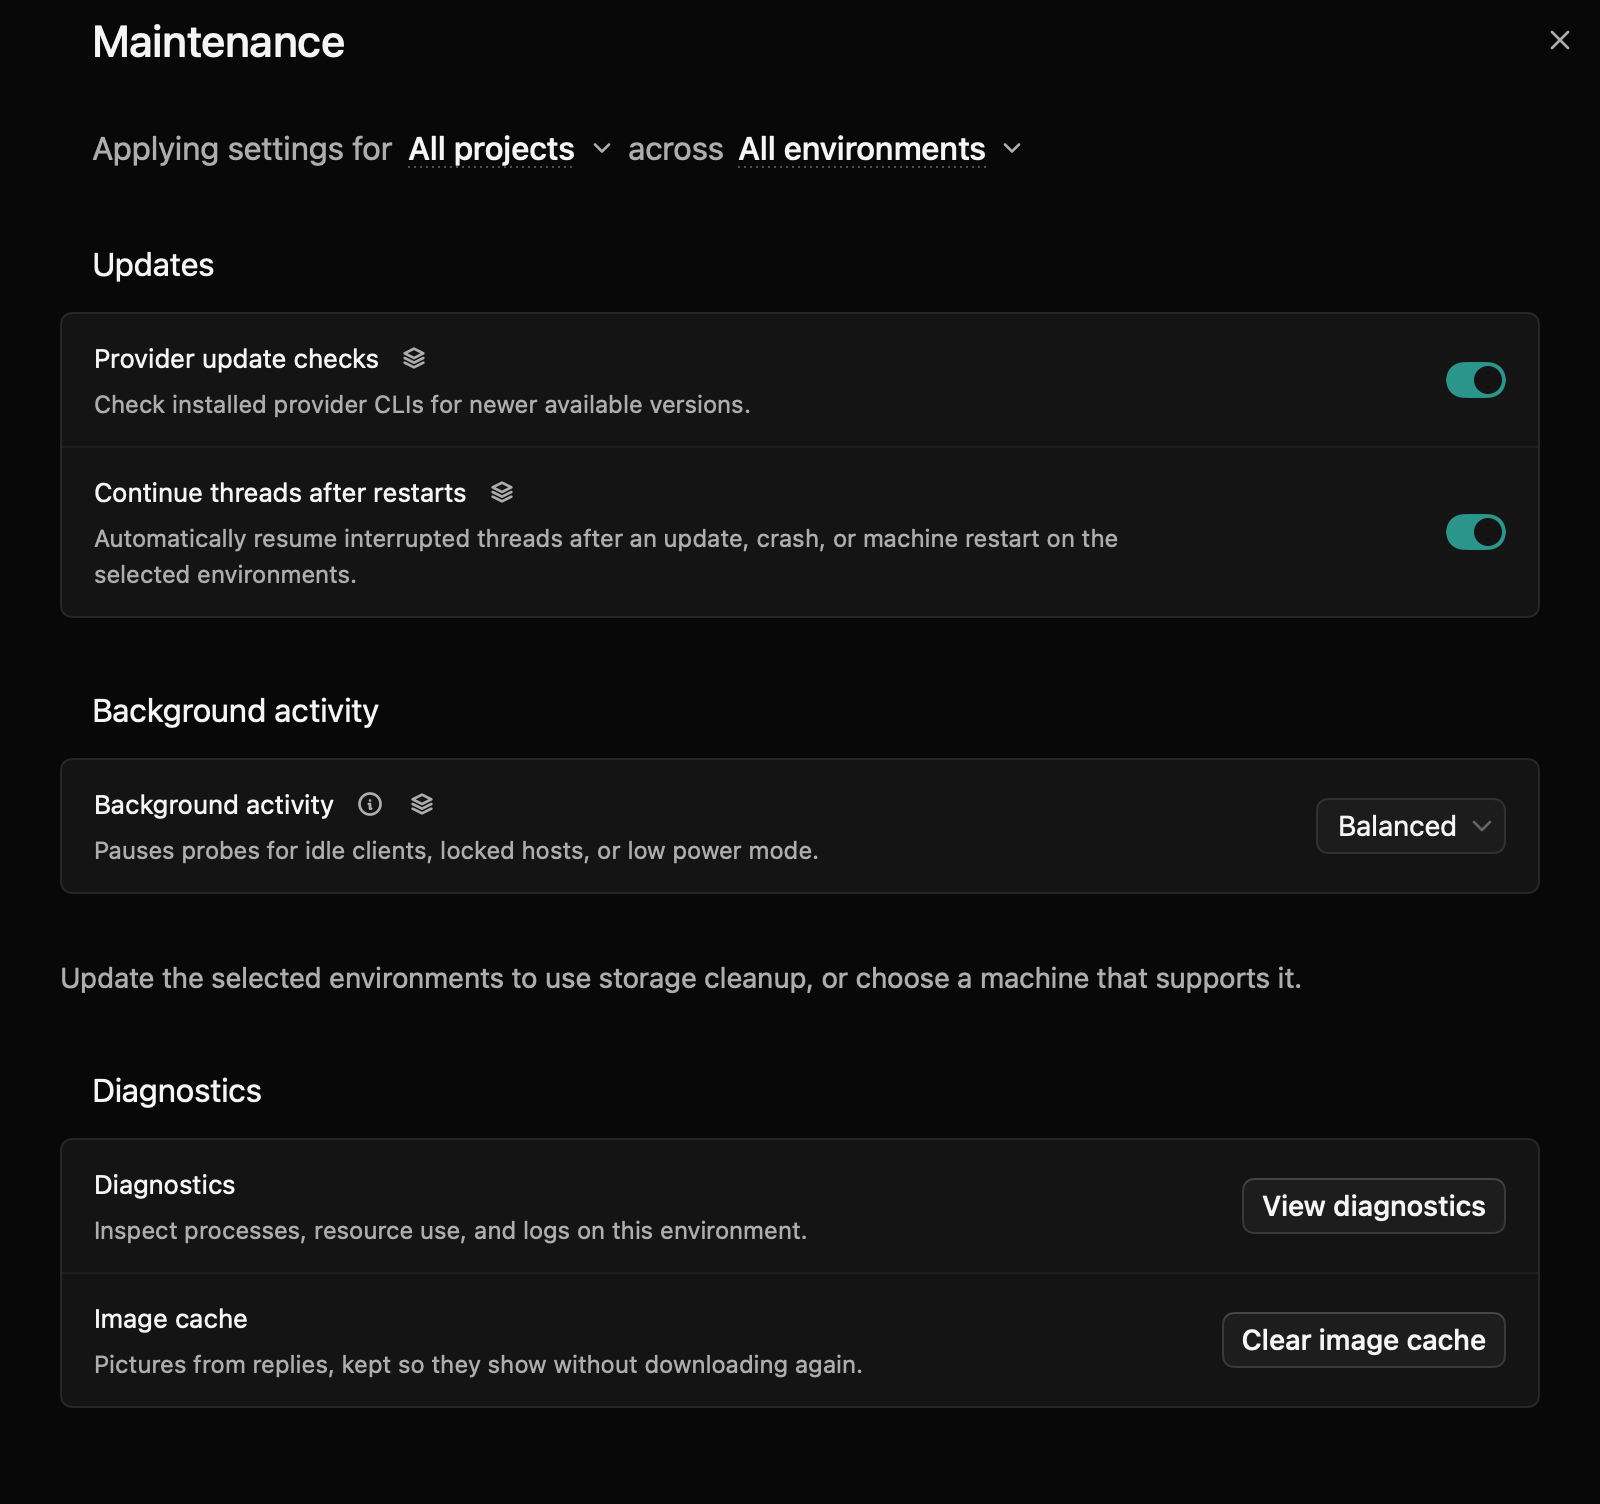 Maintenance
Applying settings for All projects across All environments
Updates
Provider update checks
Check installed provider CLIs for newer available versions.
Continue threads after restarts
Automatically resume interrupted threads after an update, crash, or machine restart on the
selected environments.
Background activity
Background activity
Balanced
Pauses probes for idle clients, locked hosts, or low power mode.
Update the selected environments to use storage cleanup, or choose a machine that supports it.
Diagnostics
Diagnostics
View diagnostics
Inspect processes, resource use, and logs on this environment.
Image cache
Clear image cache
Pictures from replies, kept so they show without downloading again.